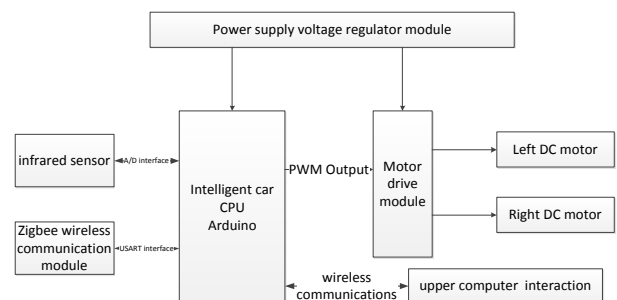 Power supply voltage regulator module
infrared sensor
A/D interface
Intelligent car
CPU
Arduino
PWM Output
Motor
drive
module
Left DC motor
Right DC motor
Zigbee wireless
communication
module
USART interface
wireless
communications
upper computer interaction